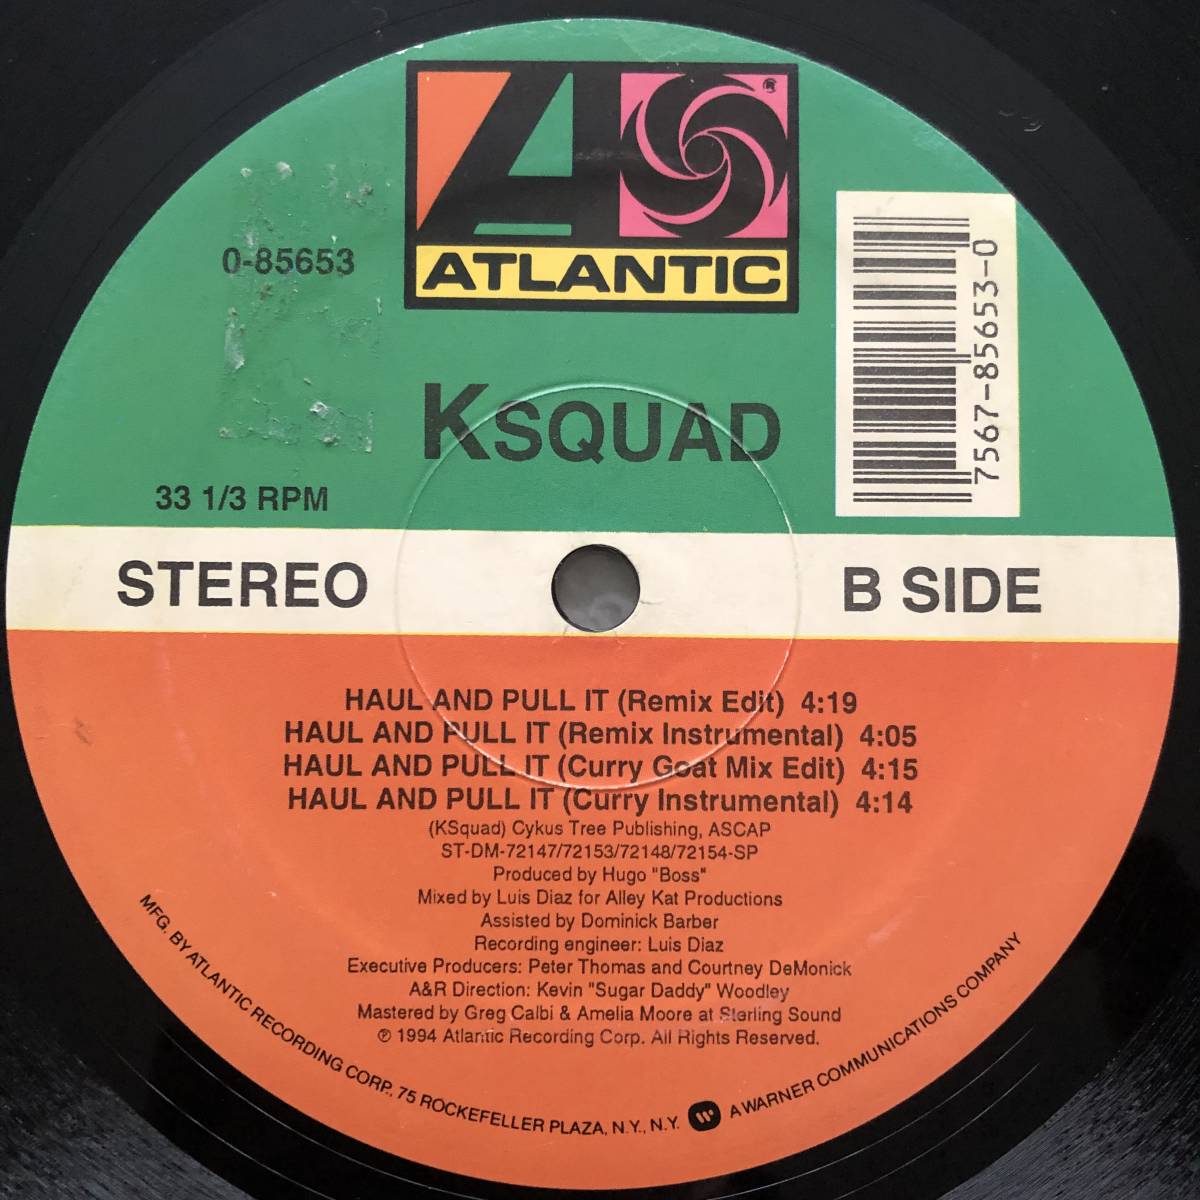 ATLANTIC
®
0-85653
7567-85653-0
KSQUAD
33 1/3 RPM
STEREO
B SIDE
HAUL AND PULL IT (Remix Edit) 4:19
HAUL AND PULL IT (Remix Instrumental) 4:05
HAUL AND PULL IT (Curry Goat Mix Edit) 4:15
HAUL AND PULL IT (Curry Instrumental) 4:14
(KSquad) Cykus Tree Publishing, ASCAP
ST-DM-72147/72153/72148/72154-SP
Produced by Hugo "Boss"
Mixed by Luis Diaz for Alley Kat Productions
Assisted by Dominick Barber
Recording engineer: Luis Diaz
Executive Producers: Peter Thomas and Courtney DeMonick
A&R Direction: Kevin "Sugar Daddy" Woodley
Mastered by Greg Calbi & Amelia Moore at Sterling Sound
℗ 1994 Atlantic Recording Corp. All Rights Reserved.
MFG. BY ATLANTIC RECORDING CORP., 75 ROCKEFELLER PLAZA, N.Y., N.Y. A WARNER COMMUNICATIONS COMPANY